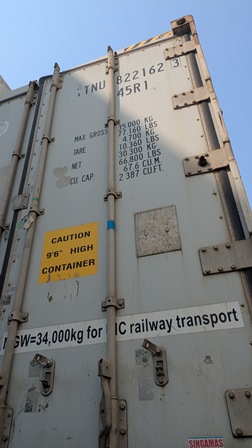 TNU 822162 3
45R1
MAX. GROSS 35.000 KG
77.160 LBS
TARE 4.700 KG
10.360 LBS
NET 30.300 KG
66.800 LBS
CU. CAP. 67.6 CU.M.
2 387 CU.FT.
CAUTION
9'6" HIGH
CONTAINER
GW=34,000kg for IC railway transport
SINGAMAS